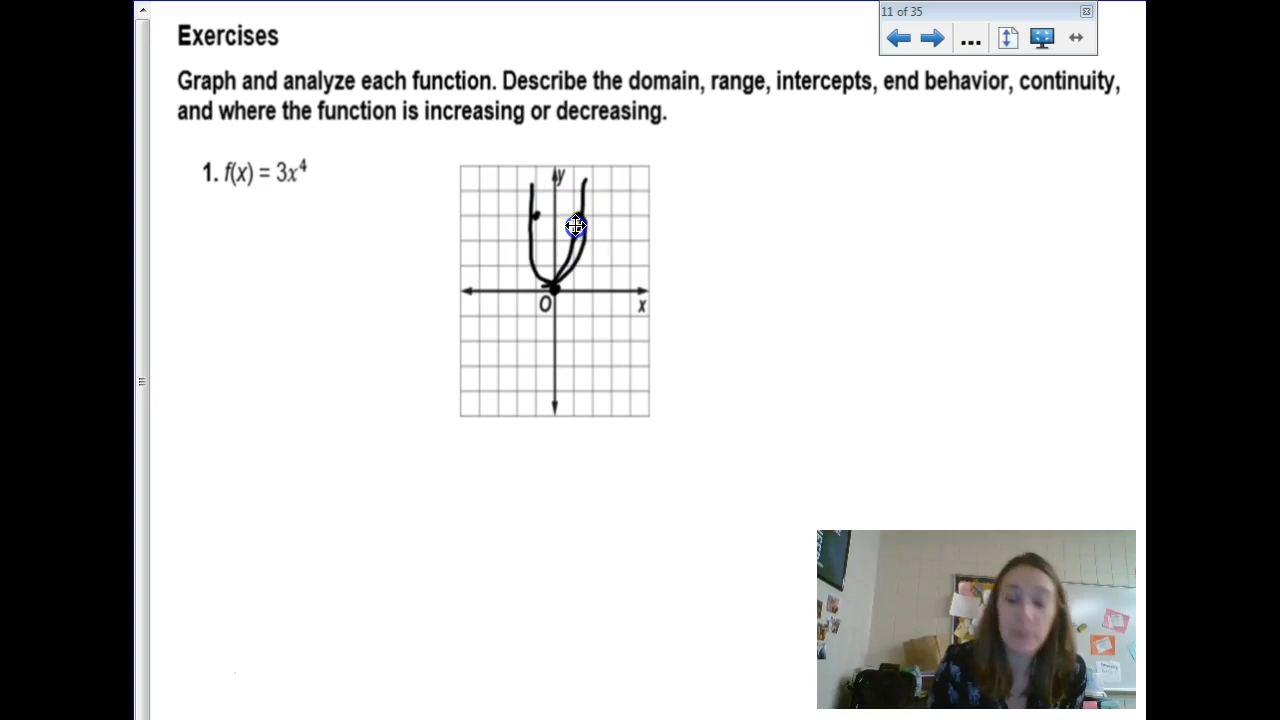 11 of 35
Exercises
Graph and analyze each function. Describe the domain, range, intercepts, end behavior, continuity,
and where the function is increasing or decreasing.
1. f(x) = 3x⁴
y
O
x